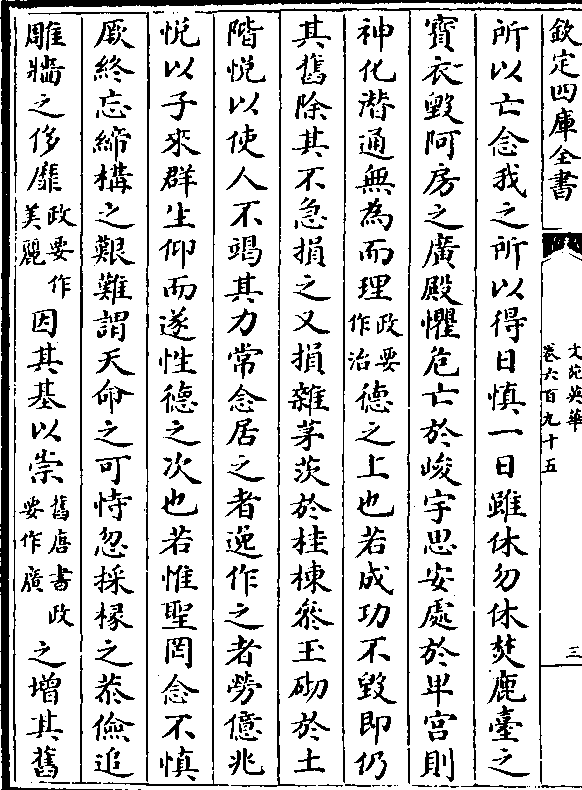 欽定四庫全書
文苑英華
卷六百九十五
三
所以亡念我之所以得日慎一日雖休勿休焚鹿臺之
寳衣毀阿房之廣殿懼危亡於峻宇思安處於卑宫則
神化潜通無為而理政要作治德之上也若成功不毀即仍
其舊除其不急損之又損雜茅茨於桂棟叅玉砌於土
階悦以使人不竭其力常念居之者逸作之者勞億兆
悦以子來群生仰而遂性德之次也若惟聖罔念不慎
厥終忘締構之艱難謂天命之可恃忽採椽之恭儉追
雕牆之侈靡政要作美麗因其基以崇舊唐書政要作廣之増其舊